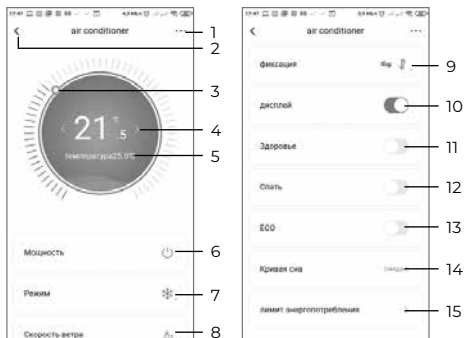 air conditioner
1
2
3
21 °c .5
4
температура25.5°C
5
Мощность
6
Режим
7
Скорость ветра
8
air conditioner
фиксация
9
дисплей
10
Здоровье
11
Спать
12
ECO
13
Кривая сна
14
лимит энергопотребления
15